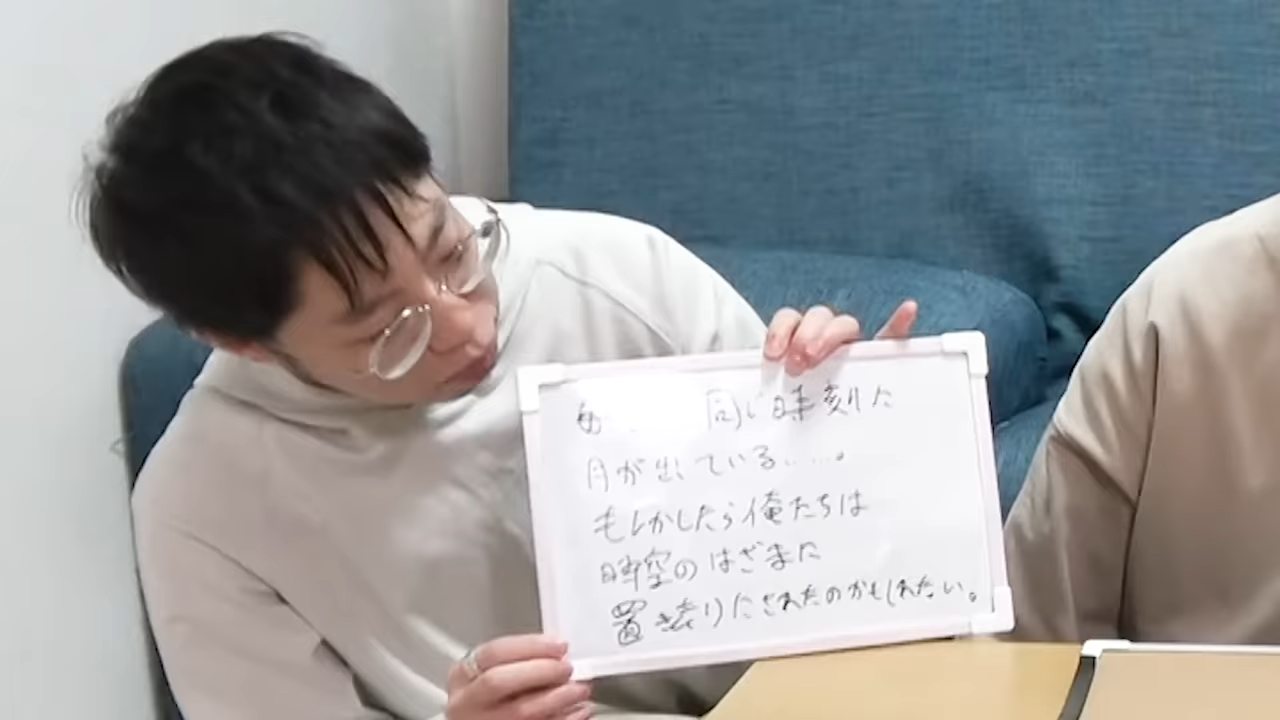 毎 同じ時刻に
月が出ている……。
もしかしたら俺たちは
時空のはざまに
置き去りにされたのかもしれない。